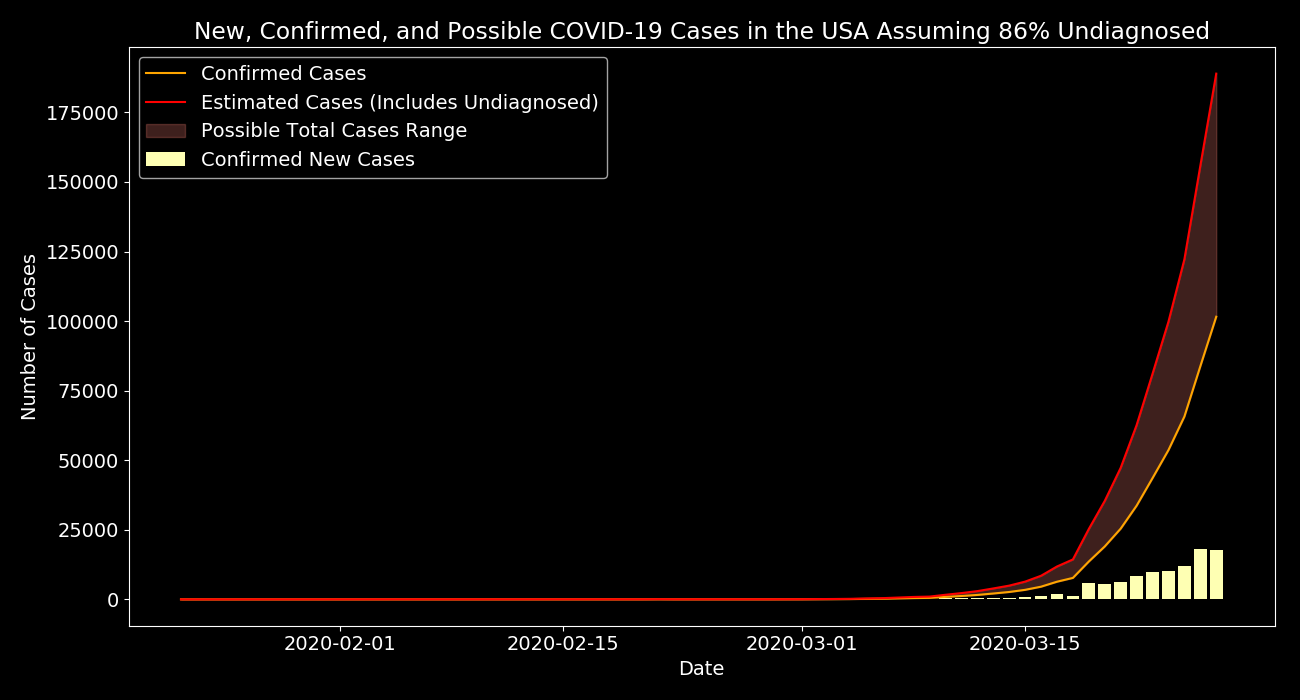 New, Confirmed, and Possible COVID-19 Cases in the USA Assuming 86% Undiagnosed
Confirmed Cases
Estimated Cases (Includes Undiagnosed)
Possible Total Cases Range
Confirmed New Cases
Number of Cases
175000
150000
125000
100000
75000
50000
25000
0
2020-02-01
2020-02-15
2020-03-01
2020-03-15
Date